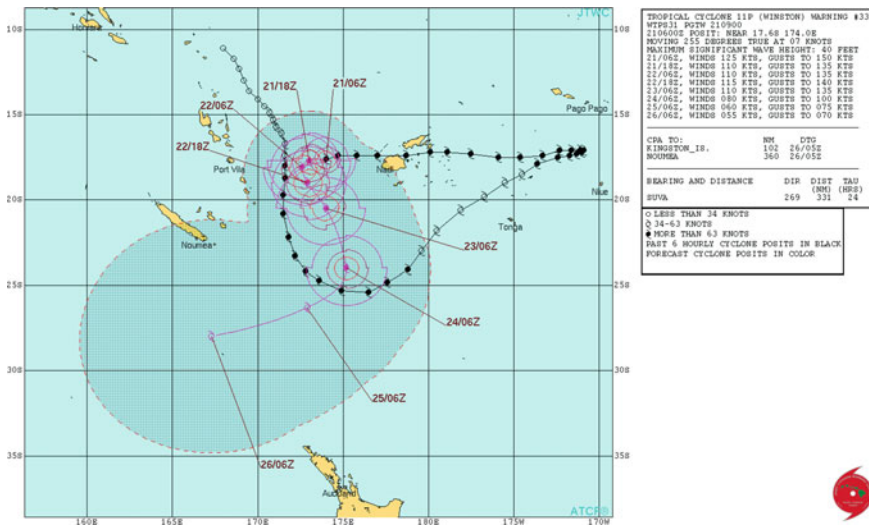 JTWC
TROPICAL CYCLONE 11P (WINSTON) WARNING #33
WTPS31 PGTW 210900
210600Z POSIT: NEAR 17.6S 174.0E
MOVING 255 DEGREES TRUE AT 07 KNOTS
MAXIMUM SIGNIFICANT WAVE HEIGHT: 40 FEET
21/06Z, WINDS 125 KTS, GUSTS TO 150 KTS
21/18Z, WINDS 110 KTS, GUSTS TO 135 KTS
22/06Z, WINDS 110 KTS, GUSTS TO 135 KTS
22/18Z, WINDS 115 KTS, GUSTS TO 140 KTS
23/06Z, WINDS 110 KTS, GUSTS TO 135 KTS
24/06Z, WINDS 080 KTS, GUSTS TO 100 KTS
25/06Z, WINDS 060 KTS, GUSTS TO 075 KTS
26/06Z, WINDS 055 KTS, GUSTS TO 070 KTS
CPA TO: NM DTG
KINGSTON_IS. 102 26/05Z
NOUMEA 360 26/05Z
BEARING AND DISTANCE DIR DIST TAU
(NM) (HRS)
SUVA 269 331 24
LESS THAN 34 KNOTS
34-63 KNOTS
MORE THAN 63 KNOTS
PAST 6 HOURLY CYCLONE POSITS IN BLACK
FORECAST CYCLONE POSITS IN COLOR
10S
Honiara
21/18Z
21/06Z
22/06Z
Pago Pago
15S
22/18Z
Port Vila
Nadi
Niue
20S
Tonga
Noumea
23/06Z
25S
24/06Z
30S
25/06Z
35S
26/06Z
Auckland
ATCF®
165E
170E
175E
180E
175W
170W